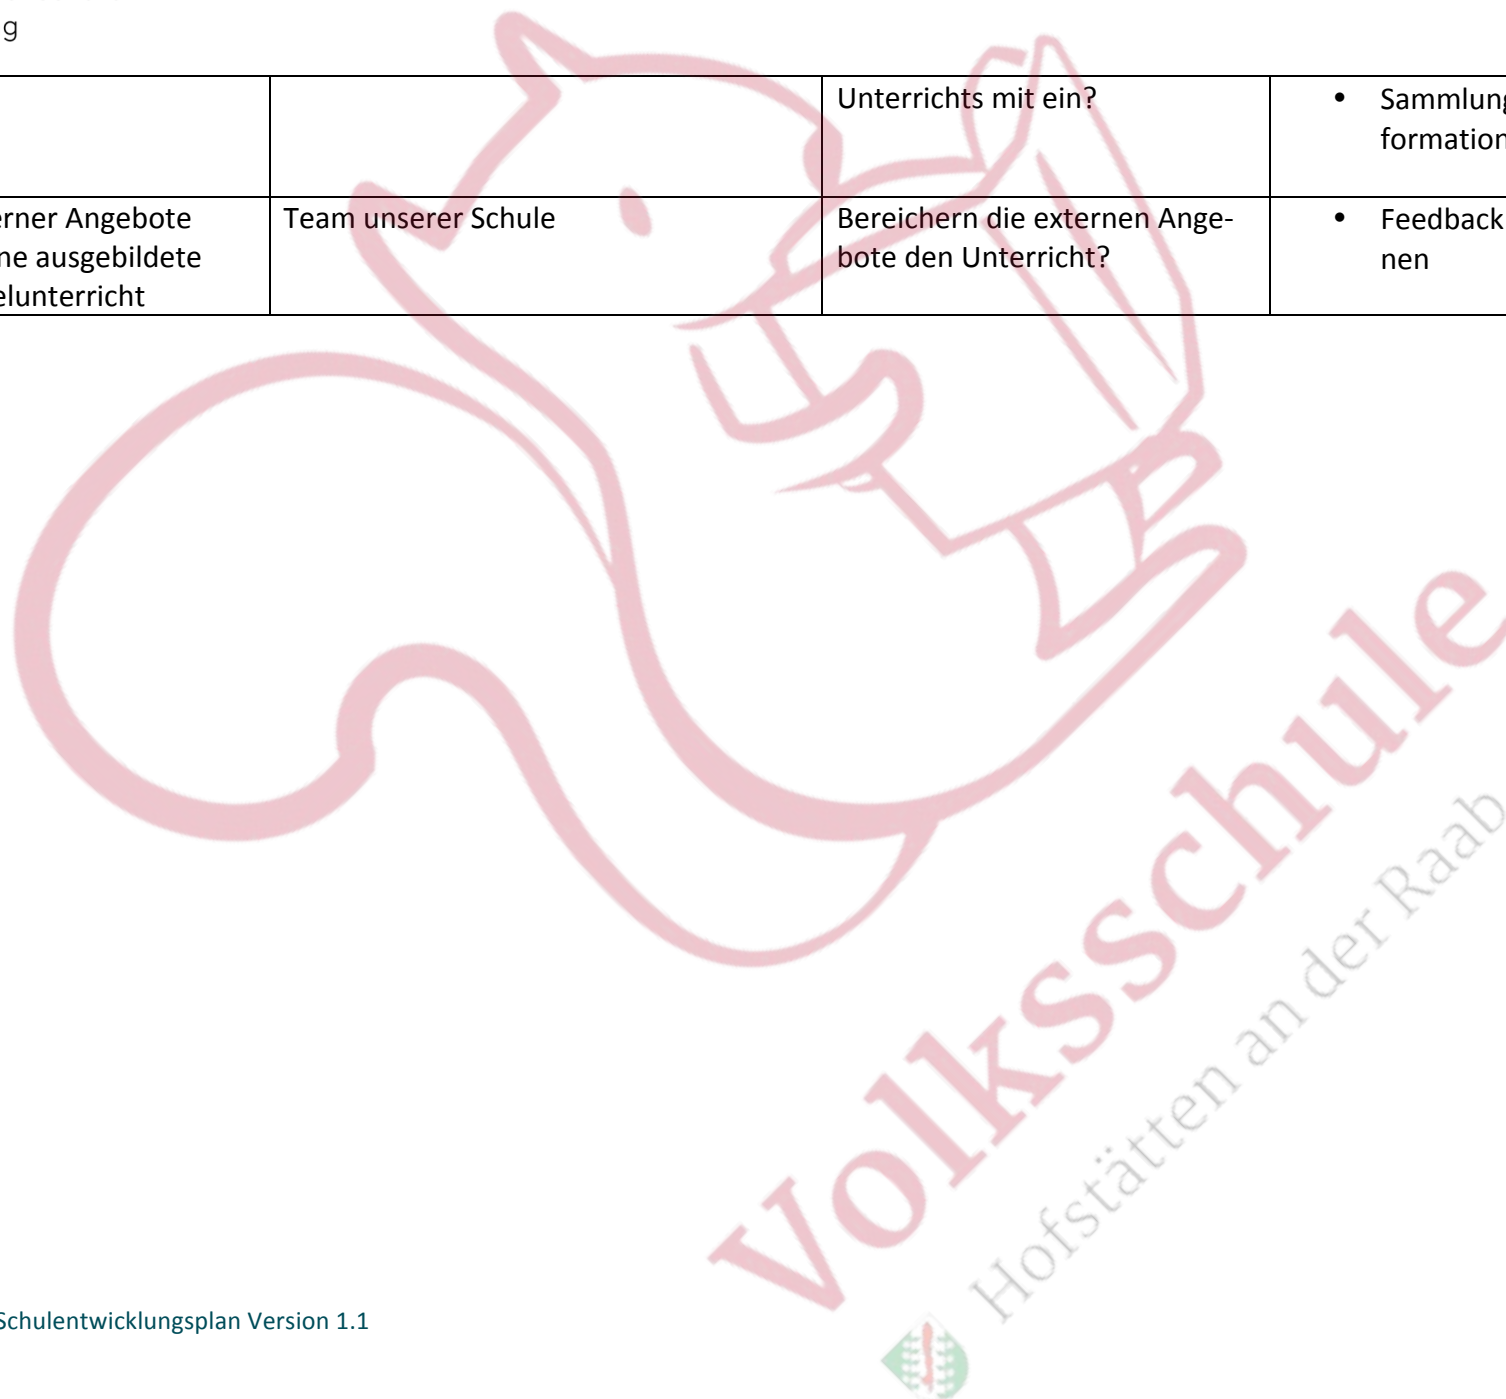 g
Unterrichts mit ein?
• Sammlung
formation
erner Angebote
ne ausgebildete
elunterricht
Team unserer Schule
Bereichern die externen Ange-
bote den Unterricht?
• Feedback
nen
Volksschule
Hofstätten an der Raab
Schulentwicklungsplan Version 1.1